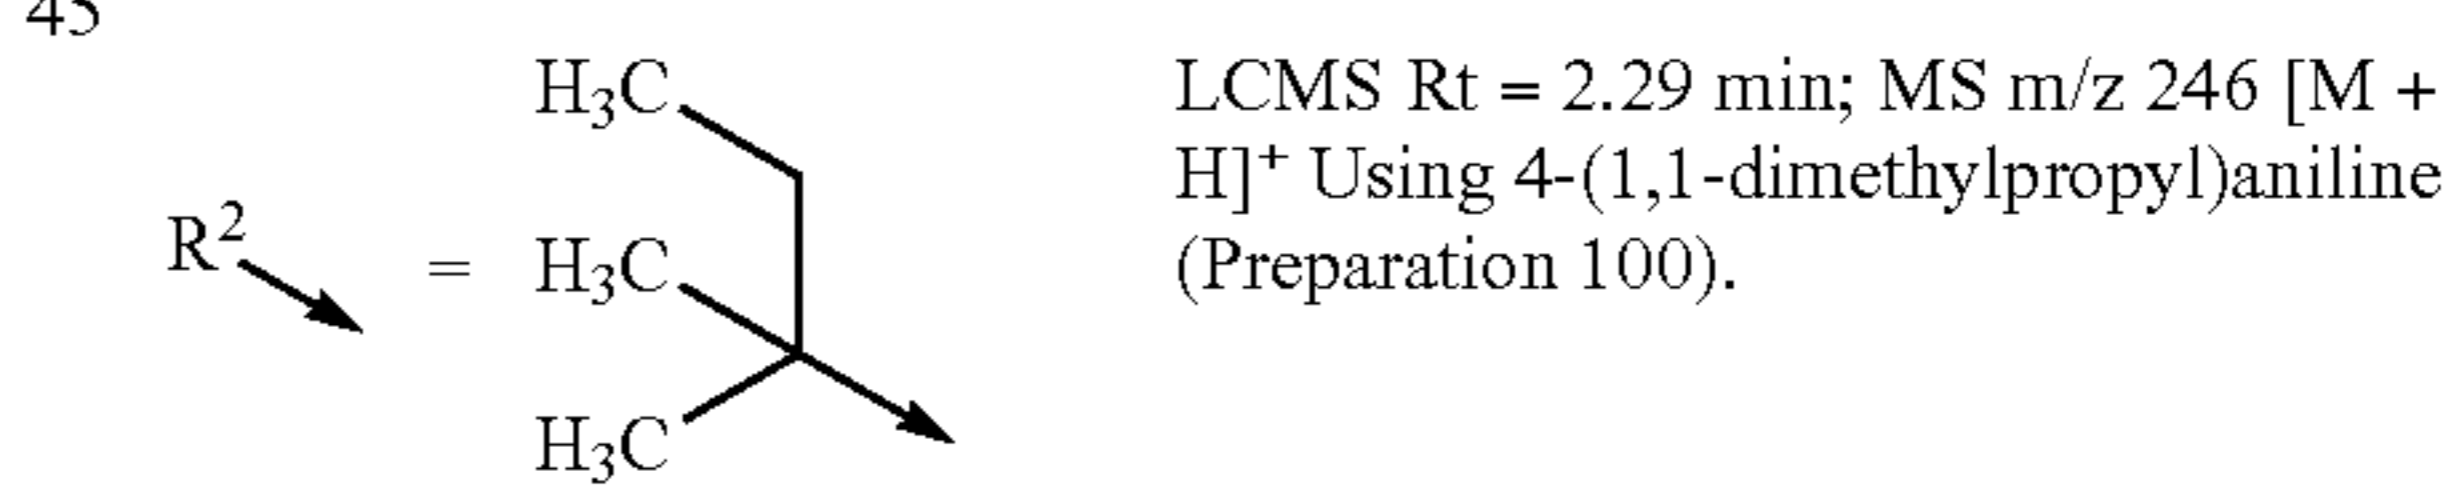 45
H₃C
LCMS Rt = 2.29 min; MS m/z 246 [M +
H]⁺ Using 4-(1,1-dimethylpropyl)aniline
(Preparation 100).
R² = H₃C
H₃C